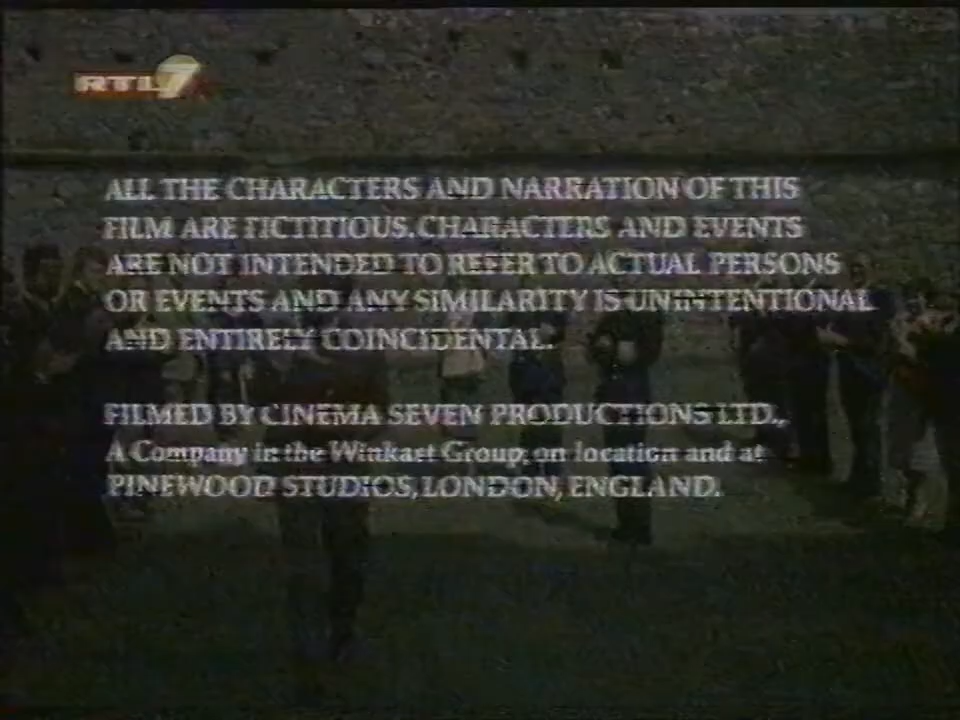 RTL7
ALL THE CHARACTERS AND NARRATION OF THIS
FILM ARE FICTITIOUS. CHARACTERS AND EVENTS
ARE NOT INTENDED TO REFER TO ACTUAL PERSONS
OR EVENTS AND ANY SIMILARITY IS UNINTENTIONAL
AND ENTIRELY COINCIDENTAL.
FILMED BY CINEMA SEVEN PRODUCTIONS LTD.,
A Company in the Winkast Group, on location and at
PINEWOOD STUDIOS, LONDON, ENGLAND.